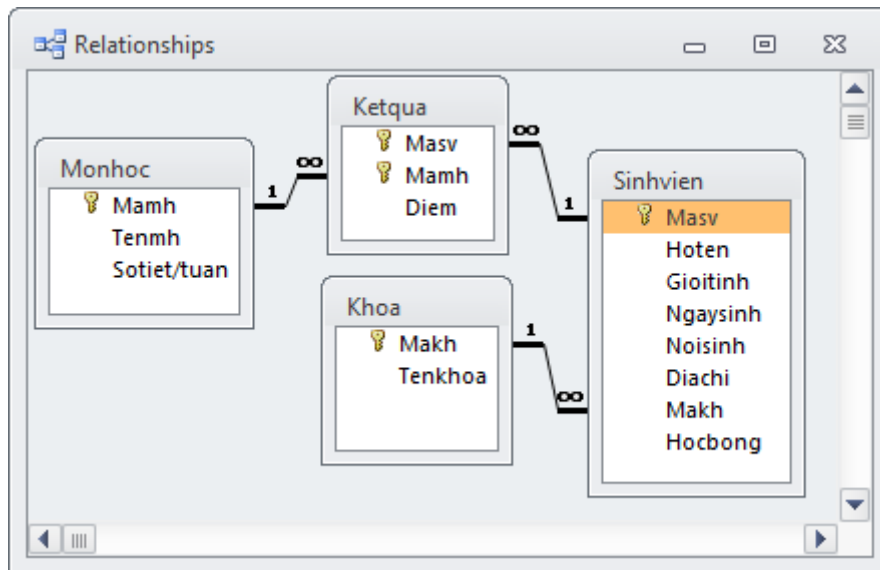 Relationships
Monhoc
Mamh
Tenmh
Sotiet/tuan
1
∞
Ketqua
Masv
Mamh
Diem
∞
1
Khoa
Makh
Tenkhoa
1
∞
Sinhvien
Masv
Hoten
Gioitinh
Ngaysinh
Noisinh
Diachi
Makh
Hocbong